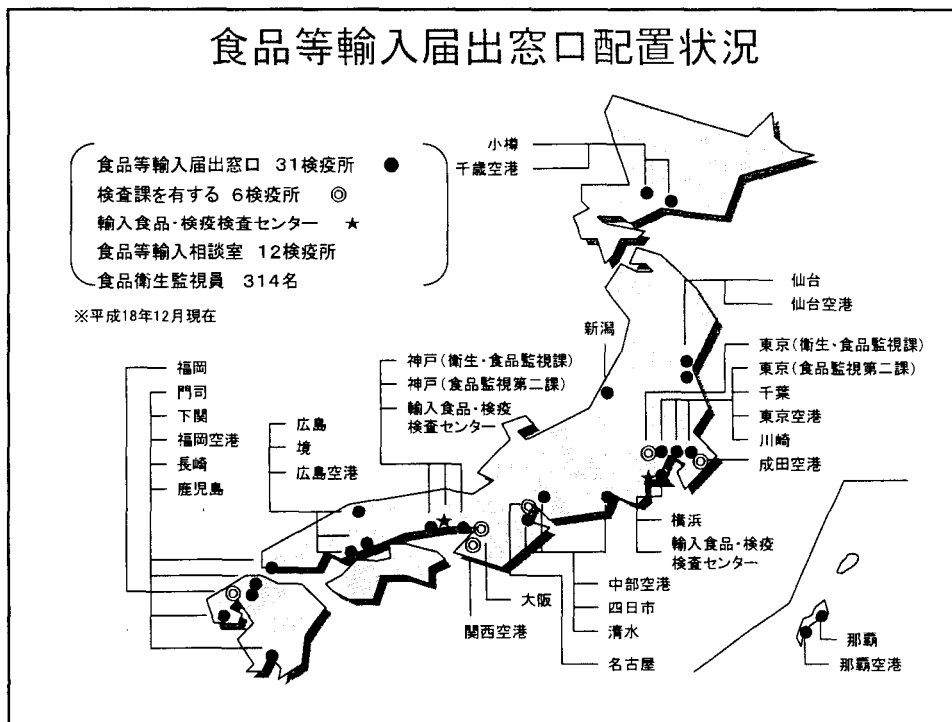 食品等輸入届出窓口配置状況
食品等輸入届出窓口 31検疫所 ●
検査課を有する 6検疫所 ◎
輸入食品・検疫検査センター ★
食品等輸入相談室 12検疫所
食品衛生監視員 314名
※平成18年12月現在
小樽
千歳空港
仙台
仙台空港
新潟
東京(衛生・食品監視課)
東京(食品監視第二課)
千葉
東京空港
川崎
成田空港
神戸(衛生・食品監視課)
神戸(食品監視第二課)
輸入食品・検疫
検査センター
福岡
門司
下関
福岡空港
長崎
鹿児島
広島
境
広島空港
横浜
輸入食品・検疫
検査センター
中部空港
四日市
清水
名古屋
大阪
関西空港
那覇
那覇空港